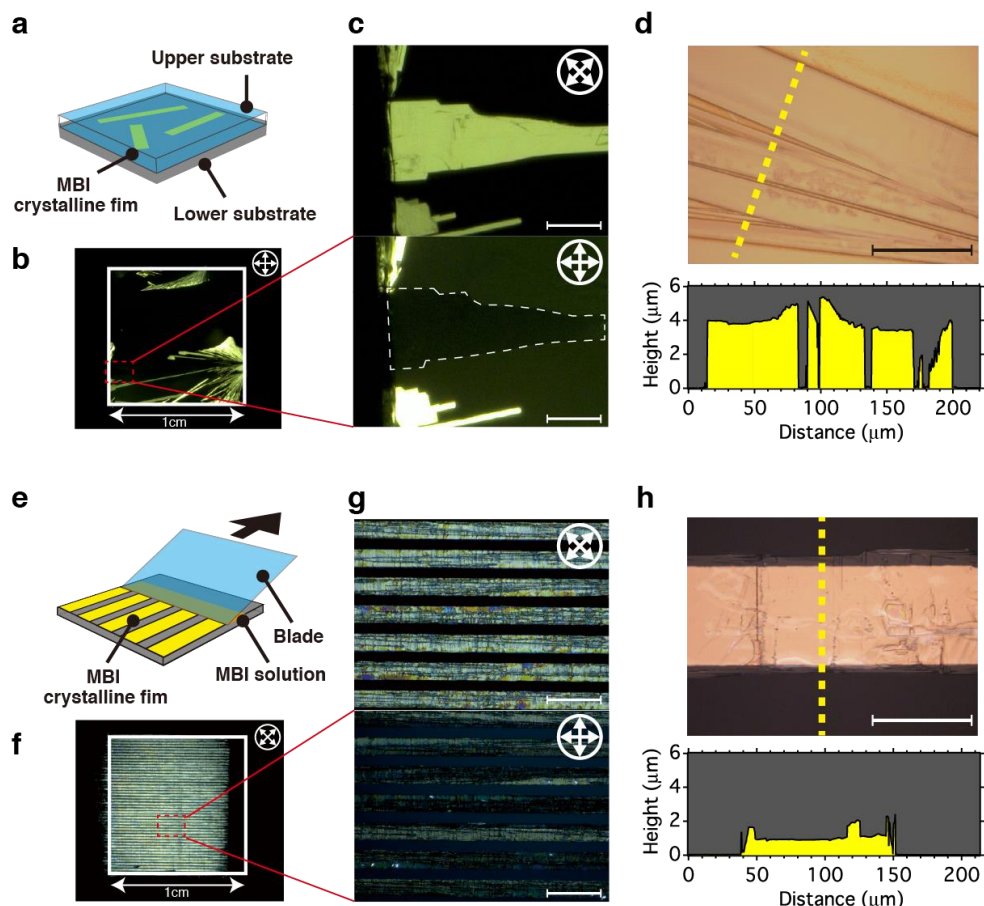 a
Upper substrate
MBI
crystalline fim
Lower substrate
b
1cm
c
d
6
4
2
0
Height (μm)
0
50
100
150
200
Distance (μm)
e
Blade
MBI
crystalline fim
MBI solution
f
1cm
g
h
6
4
2
0
Height (μm)
0
50
100
150
200
Distance (μm)